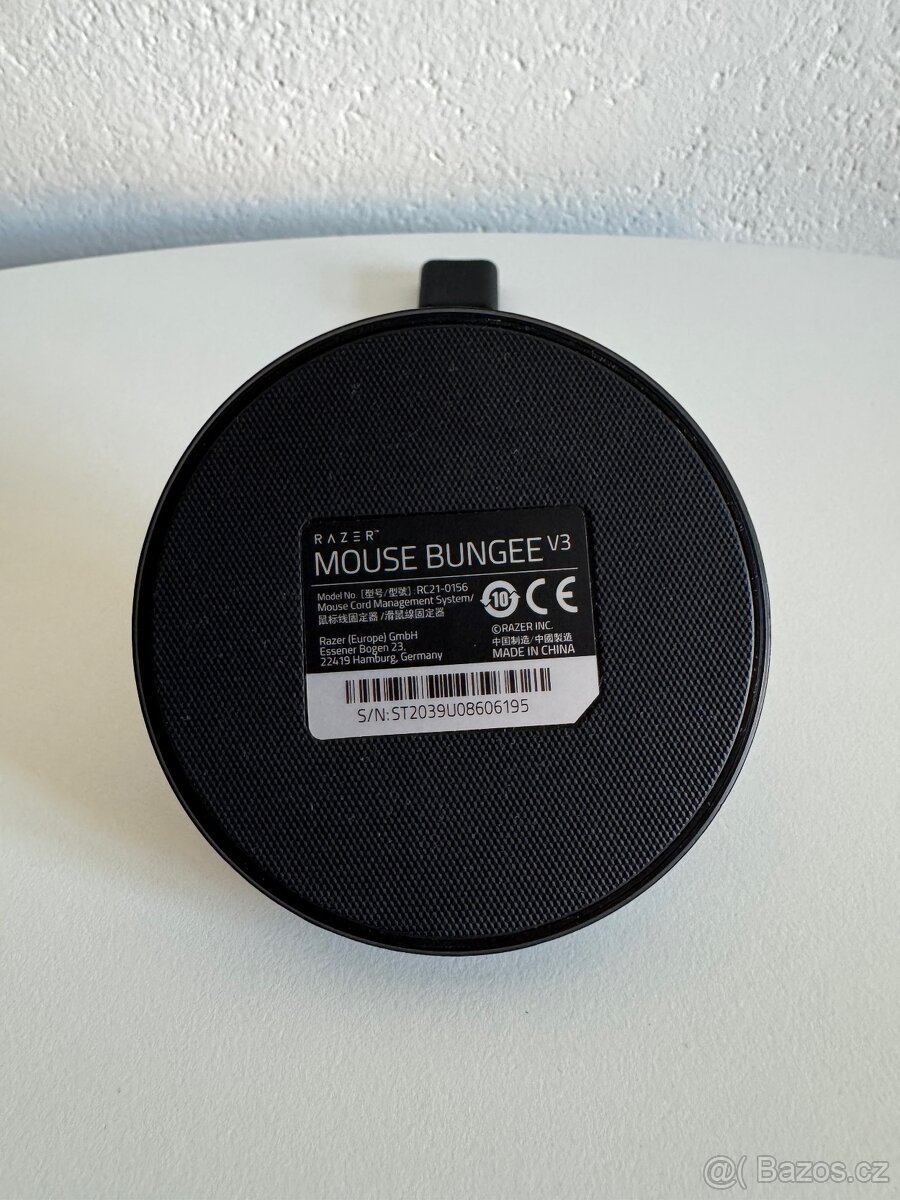 RAZER™
MOUSE BUNGEE V3
Model No. [型号/型號] : RC21-0156
Mouse Cord Management System/
鼠标线固定器 /滑鼠線固定器
Razer (Europe) GmbH
Essener Bogen 23,
22419 Hamburg, Germany
10 CE
©RAZER INC.
中国制造/中國製造
MADE IN CHINA
S/N: ST2039U08606195
@( Bazos.cz